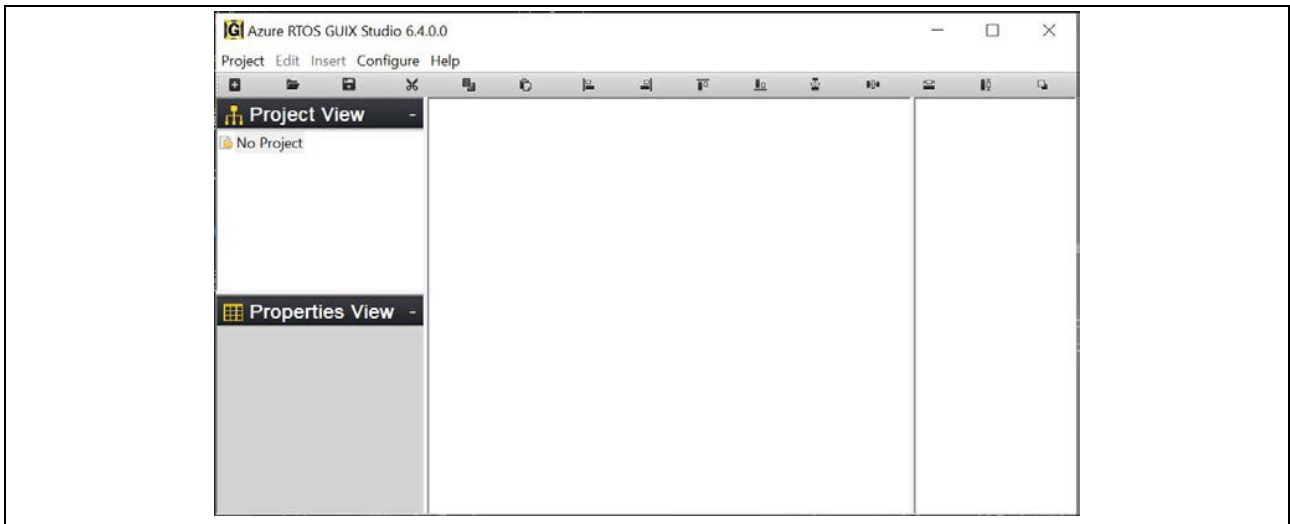 Azure RTOS GUIX Studio 6.4.0.0
Project Edit Insert Configure Help
Project View -
No Project
Properties View -